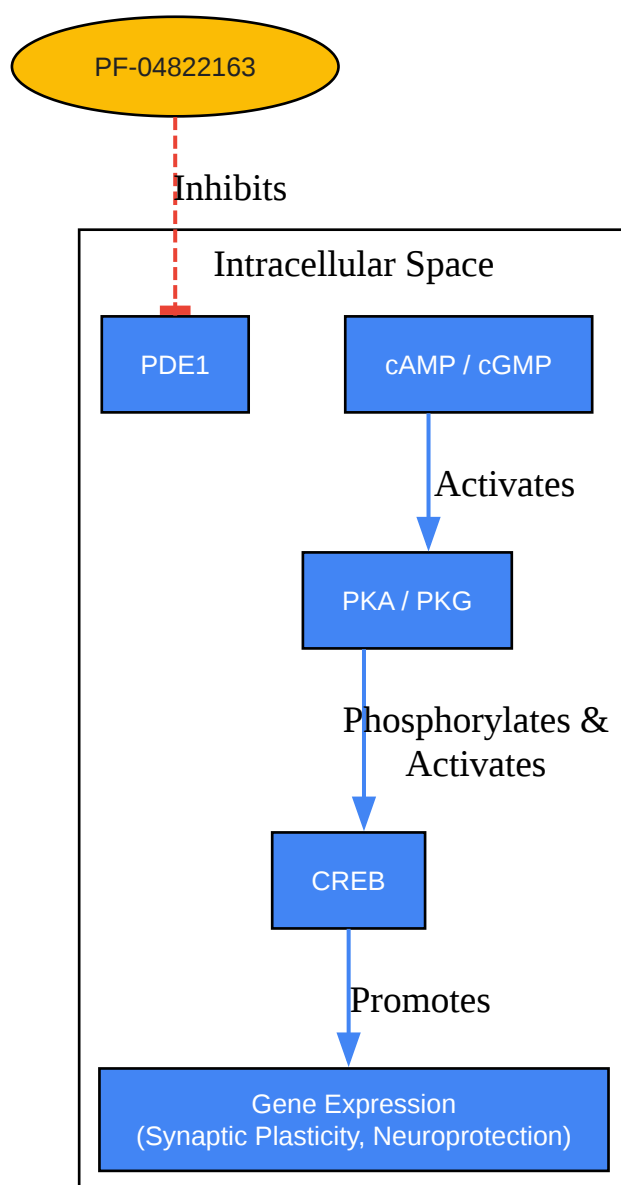 PF-04822163
Inhibits
Intracellular Space
PDE1
cAMP / cGMP
Activates
PKA / PKG
Phosphorylates &
Activates
CREB
Promotes
Gene Expression
(Synaptic Plasticity, Neuroprotection)